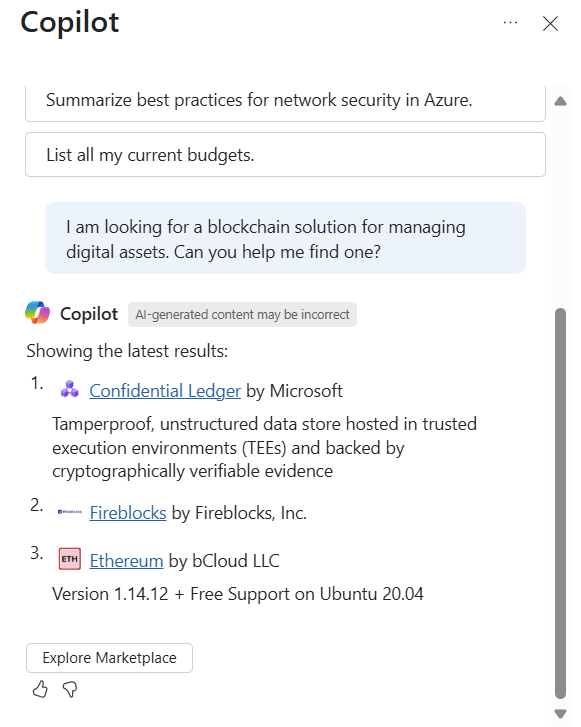 Copilot
Summarize best practices for network security in Azure.
List all my current budgets.
I am looking for a blockchain solution for managing
digital assets. Can you help me find one?
Copilot AI-generated content may be incorrect
Showing the latest results:
1. Confidential Ledger by Microsoft
Tamperproof, unstructured data store hosted in trusted
execution environments (TEEs) and backed by
cryptographically verifiable evidence
2. Fireblocks Fireblocks by Fireblocks, Inc.
3. ETH Ethereum by bCloud LLC
Version 1.14.12 + Free Support on Ubuntu 20.04
Explore Marketplace